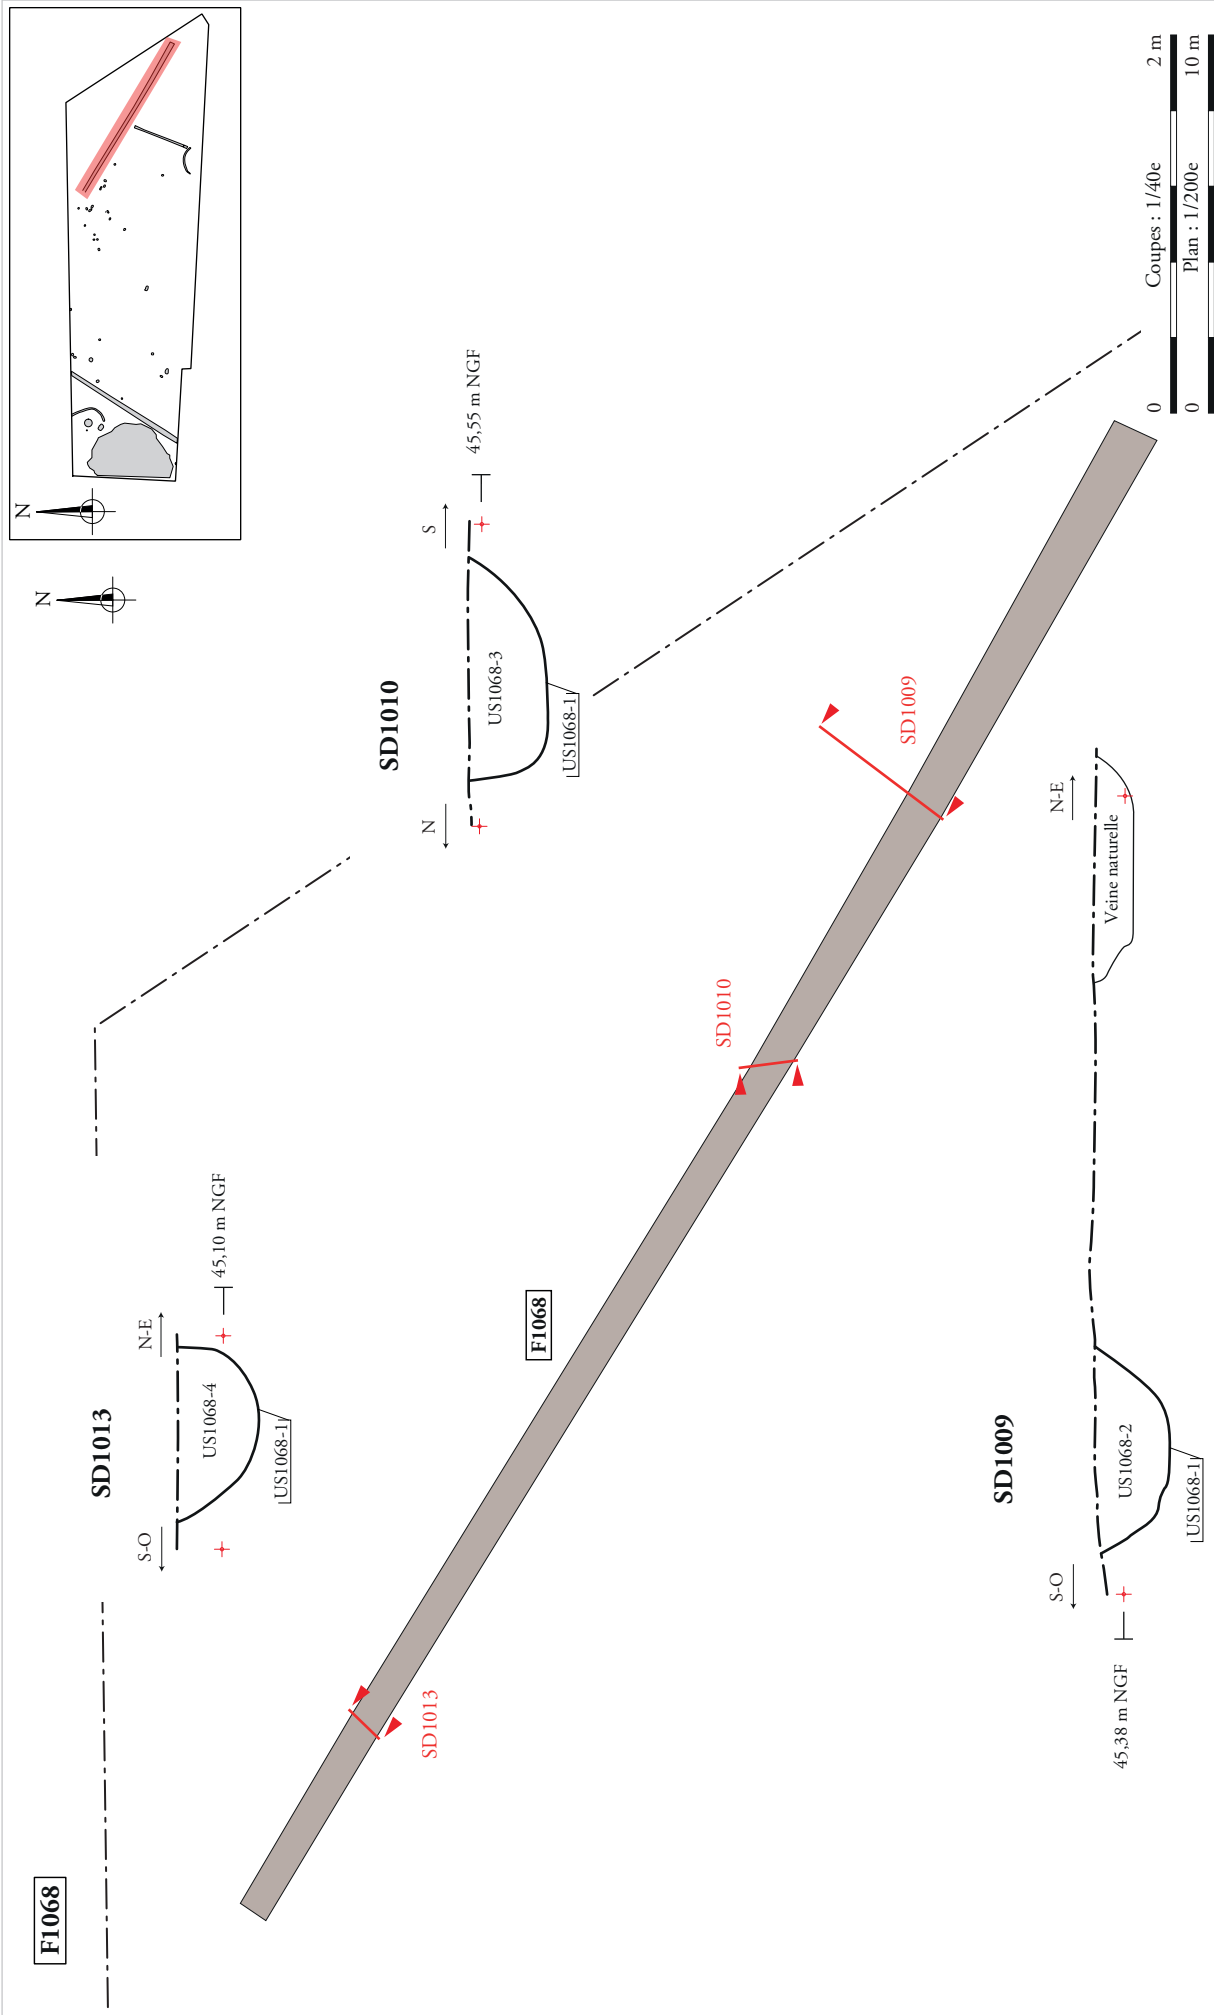 F1068
SD1013
S-O
N-E
US1068-4
US1068-1
45,10 m NGF
N
N
SD1010
N
S
US1068-3
US1068-1
45,55 m NGF
F1068
SD1013
SD1010
SD1009
SD1009
S-O
N-E
US1068-2
US1068-1
Veine naturelle
45,38 m NGF
0 Coupes : 1/40e 2 m
0 Plan : 1/200e 10 m